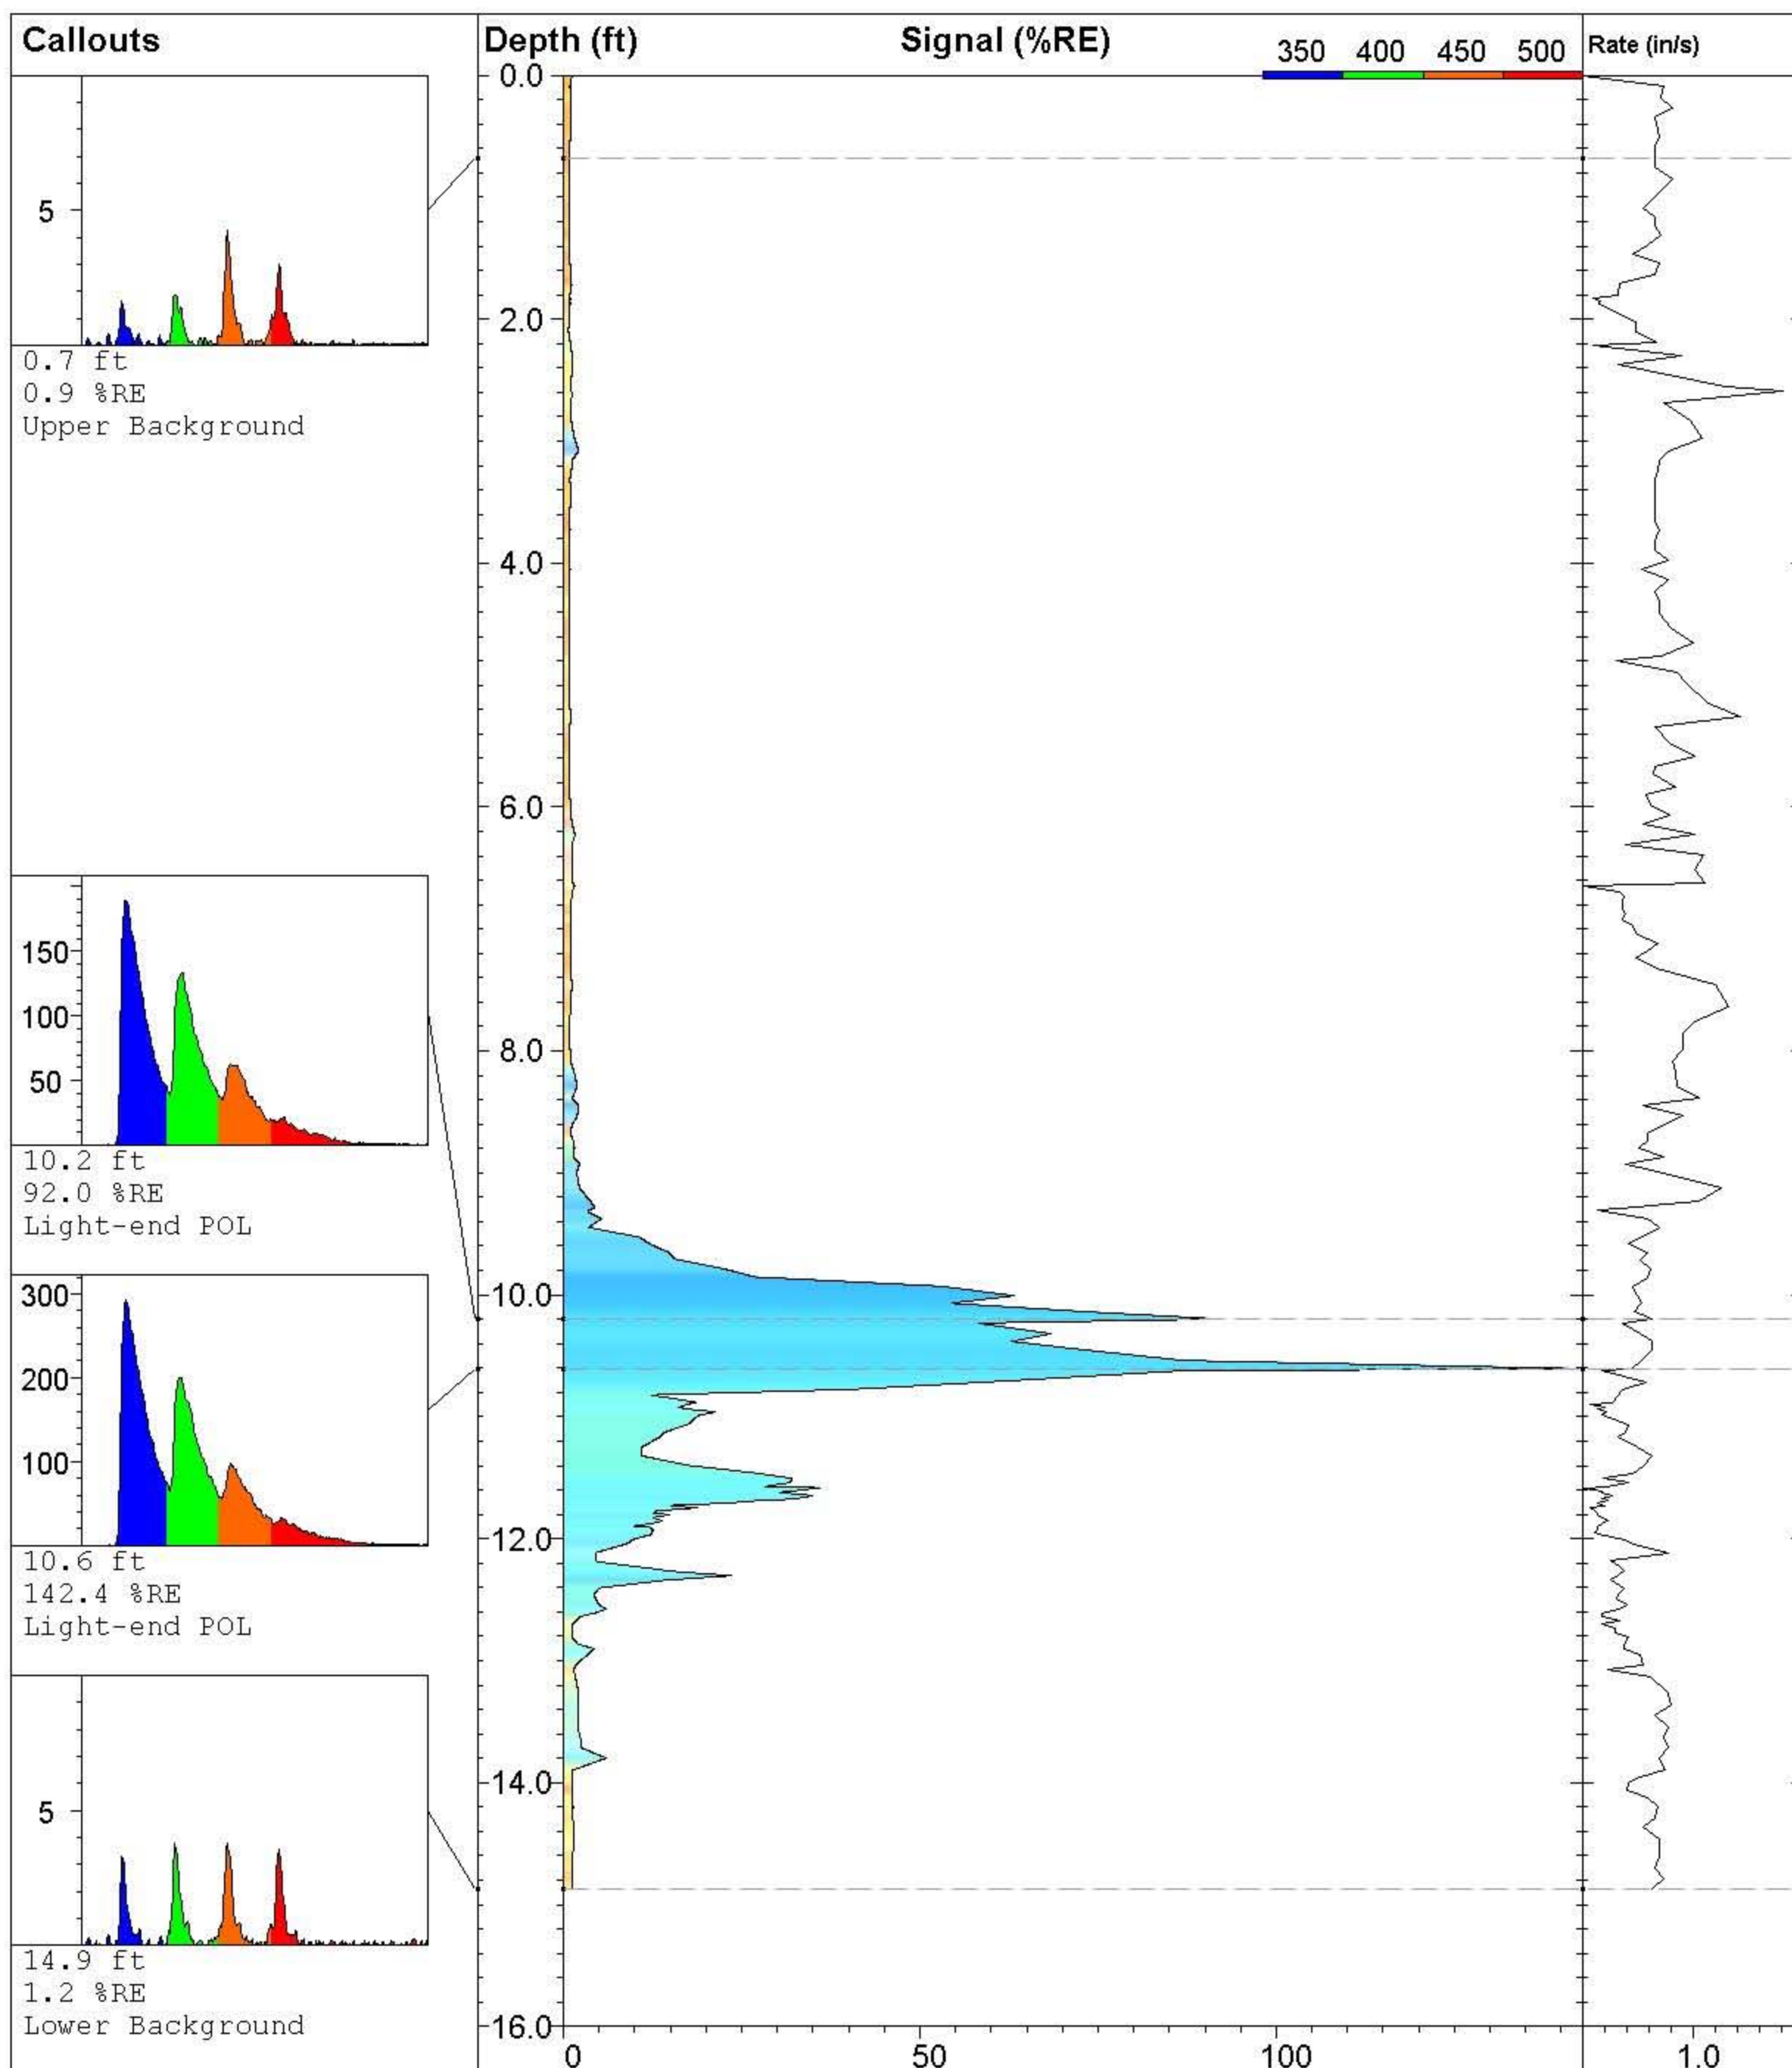 Callouts
Depth (ft)
Signal (%RE)
350 400 450 500
Rate (in/s)
0.0
5
0.7 ft
0.9 %RE
Upper Background
2.0
4.0
6.0
150
100
50
10.2 ft
92.0 %RE
Light-end POL
8.0
300
200
100
10.6 ft
142.4 %RE
Light-end POL
10.0
12.0
5
14.9 ft
1.2 %RE
Lower Background
14.0
16.0
0 50 100
1.0